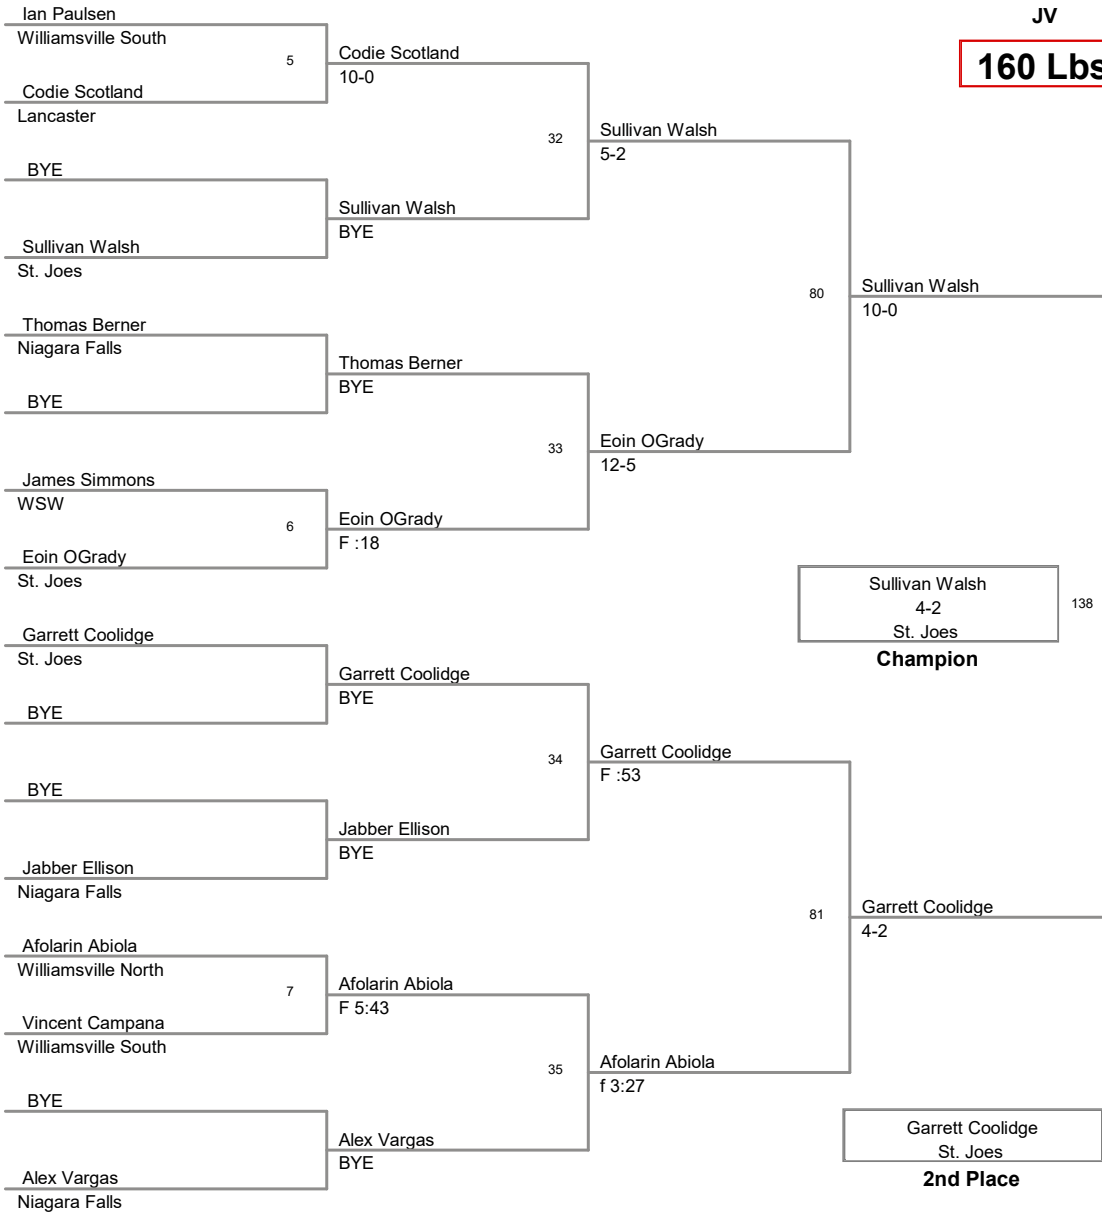 JV
160 Lbs
Ian Paulsen
Williamsville South
5
Codie Scotland
10-0
Codie Scotland
Lancaster
32
Sullivan Walsh
5-2
BYE
Sullivan Walsh
BYE
Sullivan Walsh
St. Joes
80
Sullivan Walsh
10-0
Thomas Berner
Niagara Falls
Thomas Berner
BYE
BYE
33
Eoin OGrady
12-5
James Simmons
WSW
6
Eoin OGrady
F :18
Eoin OGrady
St. Joes
Sullivan Walsh
4-2
St. Joes
138
Champion
Garrett Coolidge
St. Joes
Garrett Coolidge
BYE
BYE
34
Garrett Coolidge
F :53
BYE
Jabber Ellison
BYE
Jabber Ellison
Niagara Falls
81
Garrett Coolidge
4-2
Afolarin Abiola
Williamsville North
7
Afolarin Abiola
F 5:43
Vincent Campana
Williamsville South
35
Afolarin Abiola
f 3:27
BYE
Alex Vargas
BYE
Alex Vargas
Niagara Falls
Garrett Coolidge
St. Joes
2nd Place